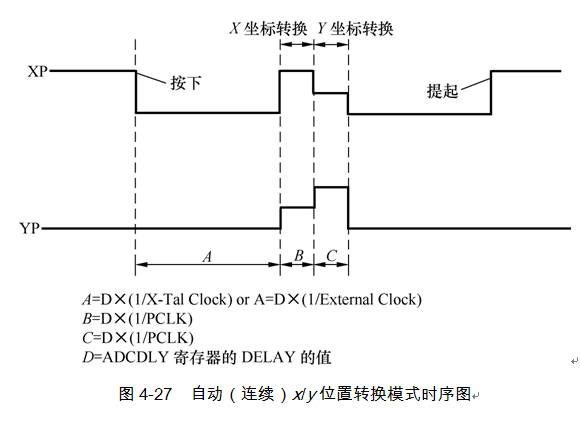 X 坐标转换 Y 坐标转换
XP 按下 提起
YP
A B C
A=D×(1/X-Tal Clock) or A=D×(1/External Clock)
B=D×(1/PCLK)
C=D×(1/PCLK)
D=ADCDLY 寄存器的 DELAY 的值
图 4-27 自动（连续）x/y 位置转换模式时序图